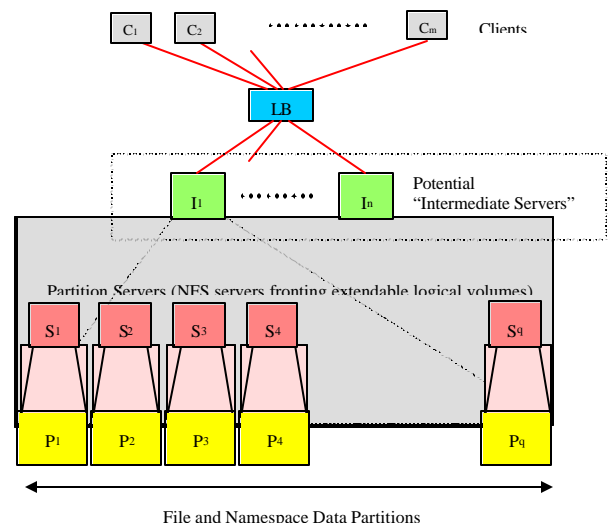 C1 C2 Cm Clients
LB
Potential
I1 In "Intermediate Servers"
Partition Servers (NFS servers fronting extendable logical volumes)
S1 S2 S3 S4 Sq
P1 P2 P3 P4 Pq
File and Namespace Data Partitions